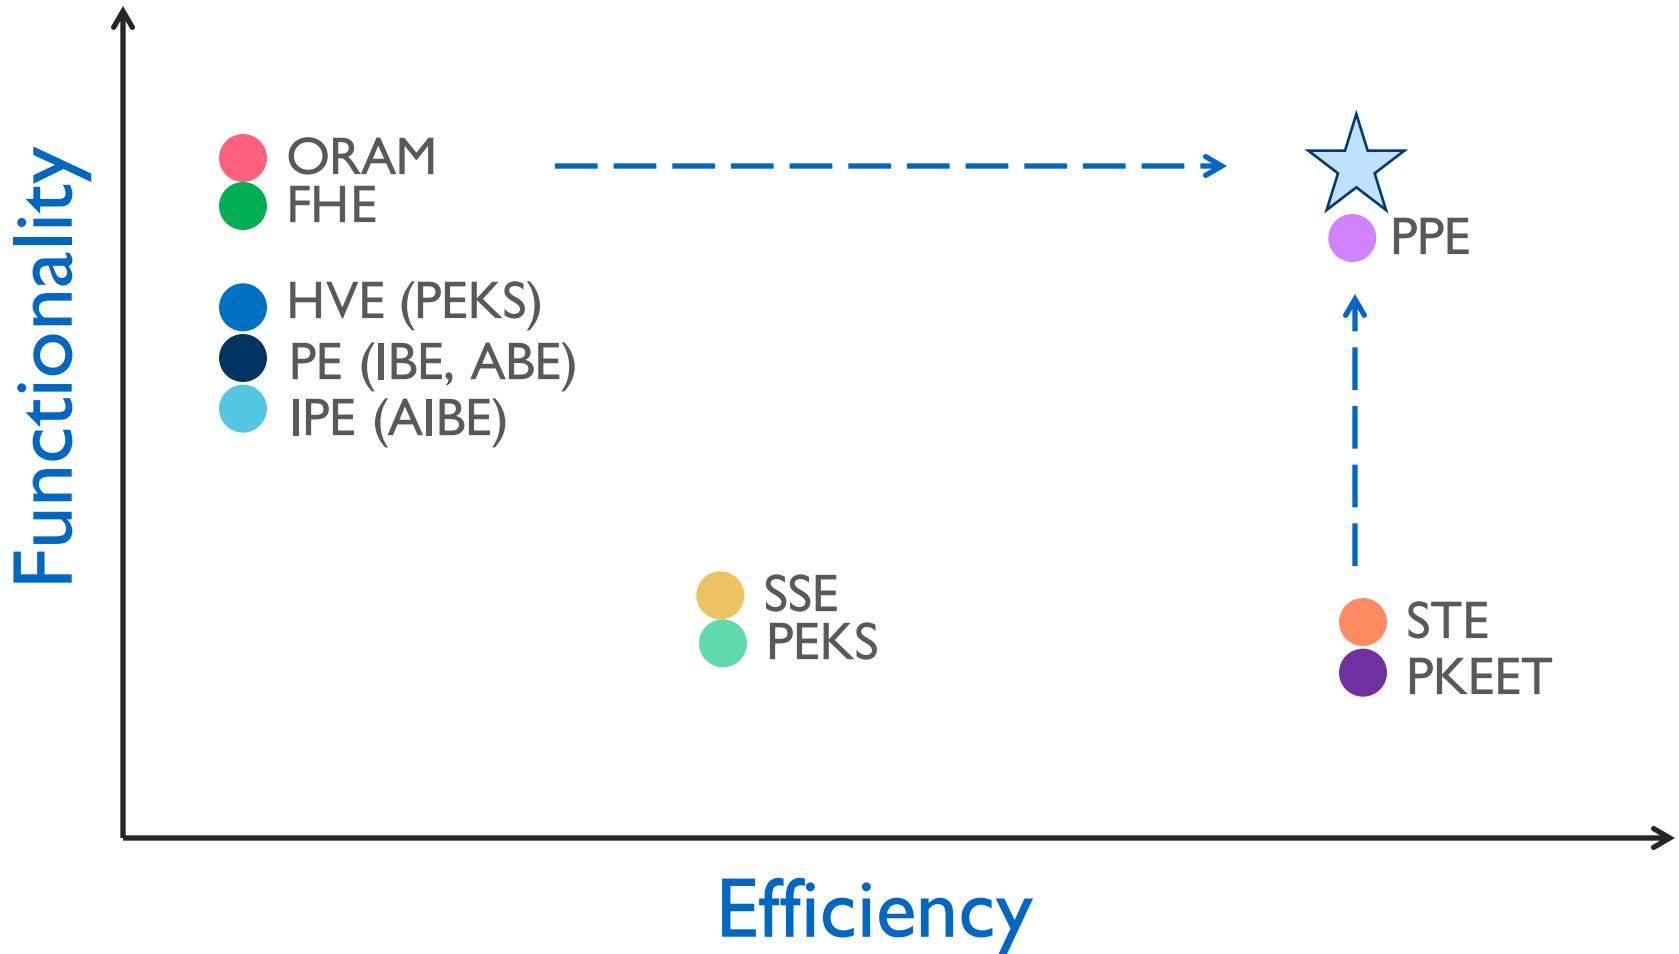 Functionality
ORAM
FHE
PPE
HVE (PEKS)
PE (IBE, ABE)
IPE (AIBE)
SSE
PEKS
STE
PKEET
Efficiency